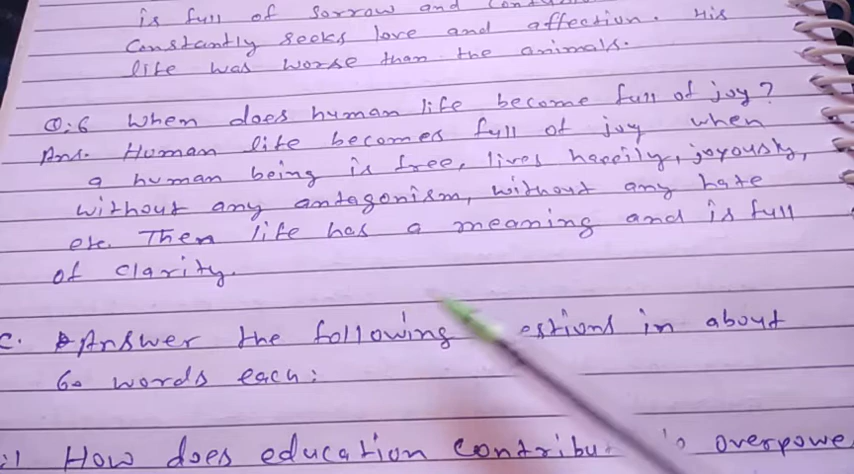 is full of sorrow and
constantly seeks love and affection. His
life was worse than the animals.
Q:6 When does human life become full of joy?
Ans. Human life becomes full of joy when
a human being is free, lives happily, joyously,
without any antagonism, without any hate
etc. Then life has a meaning and is full
of clarity.
C. Answer the following in about
60 words each:
:1 How does education